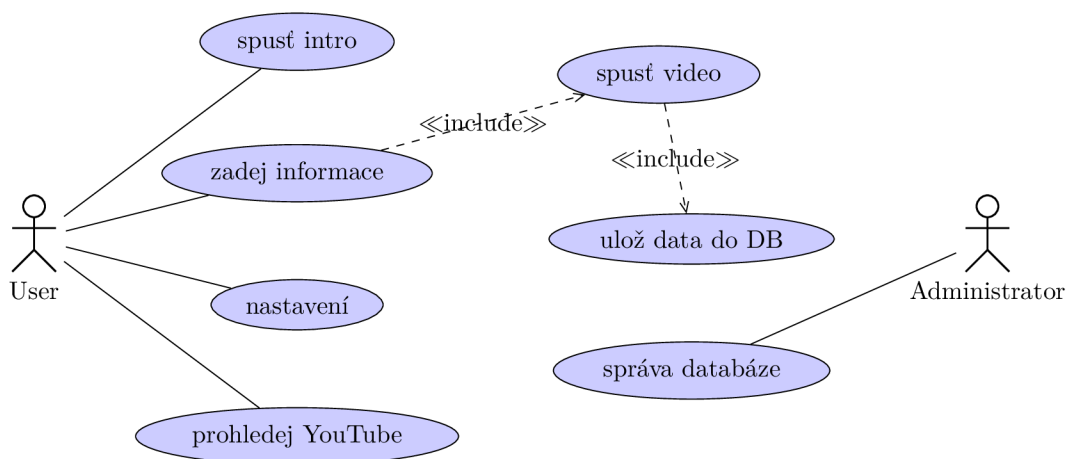 spusť intro
spusť video
≪include≫
≪include≫
zadej informace
ulož data do DB
User
Administrator
nastavení
správa databáze
prohledej YouTube